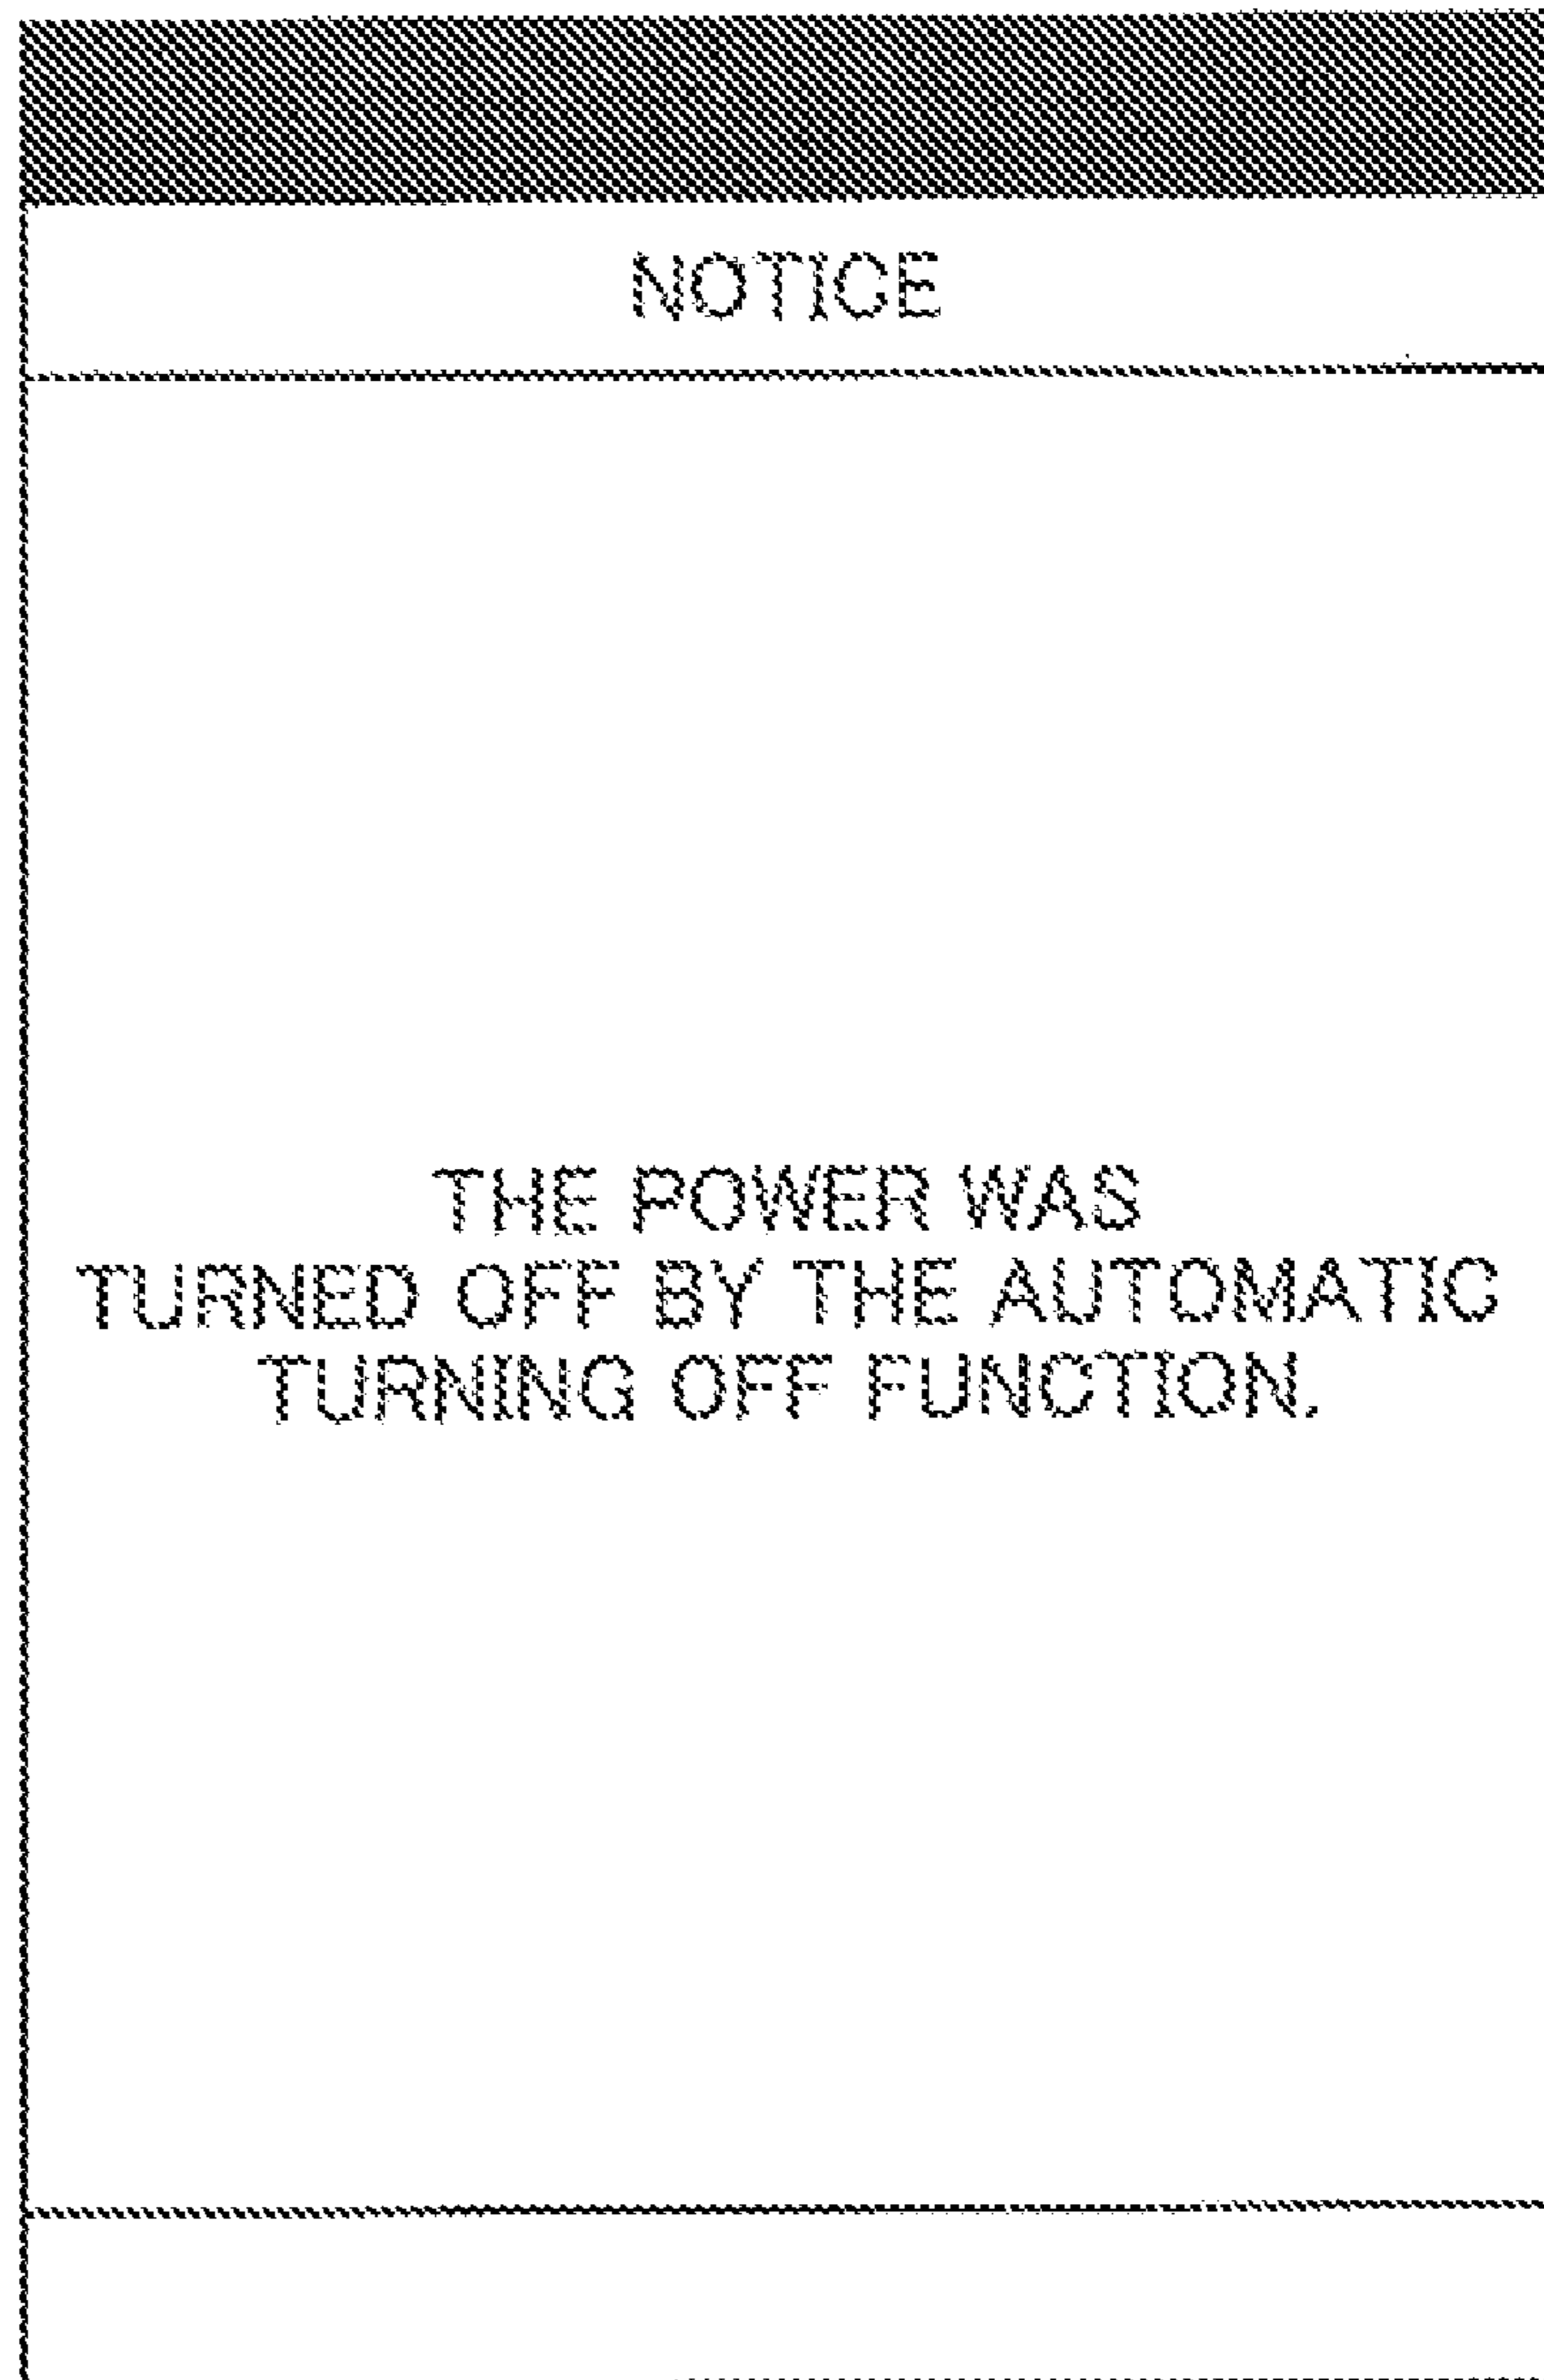 NOTICE
THE POWER WAS
TURNED OFF BY THE AUTOMATIC
TURNING OFF FUNCTION.